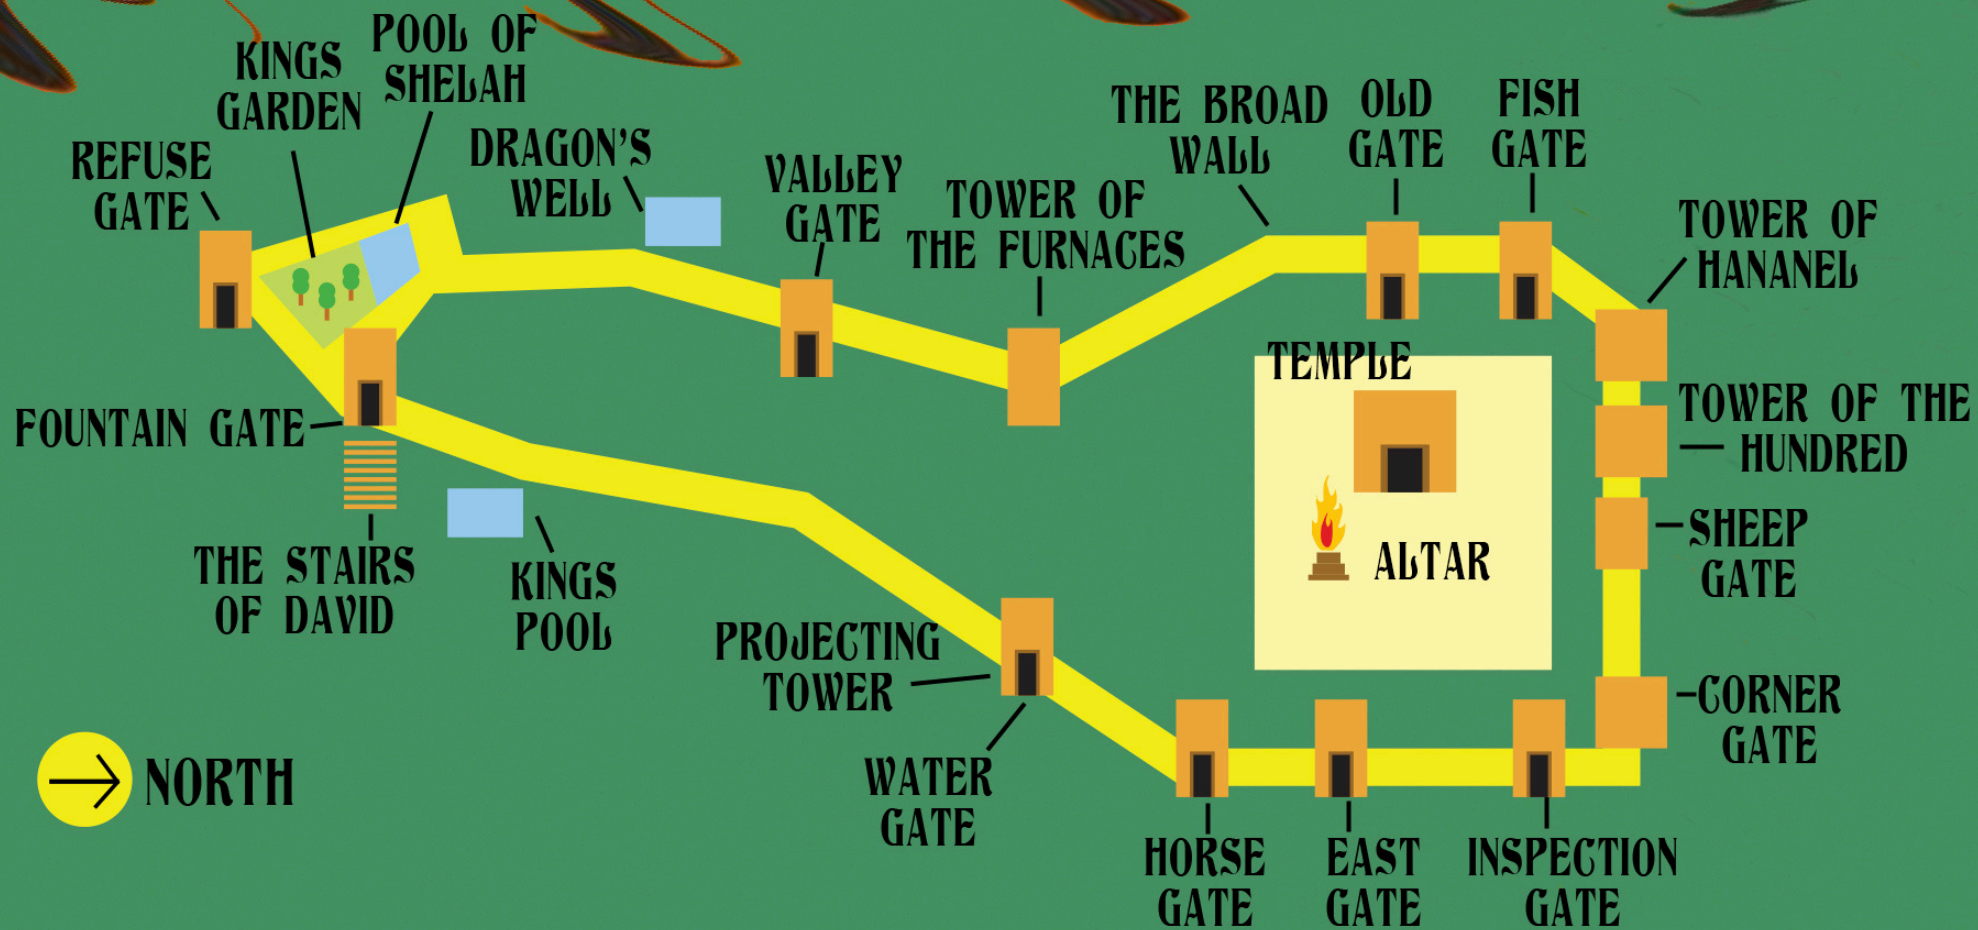 KINGS
GARDEN
POOL OF
SHELAH
REFUSE
GATE
DRAGON'S
WELL
VALLEY
GATE
TOWER OF
THE FURNACES
THE BROAD
WALL
OLD
GATE
FISH
GATE
TOWER OF
HANANEL
TEMPLE
TOWER OF THE
HUNDRED
FOUNTAIN GATE
SHEEP
GATE
ALTAR
THE STAIRS
OF DAVID
KINGS
POOL
PROJECTING
TOWER
CORNER
GATE
WATER
GATE
NORTH
HORSE
GATE
EAST
GATE
INSPECTION
GATE